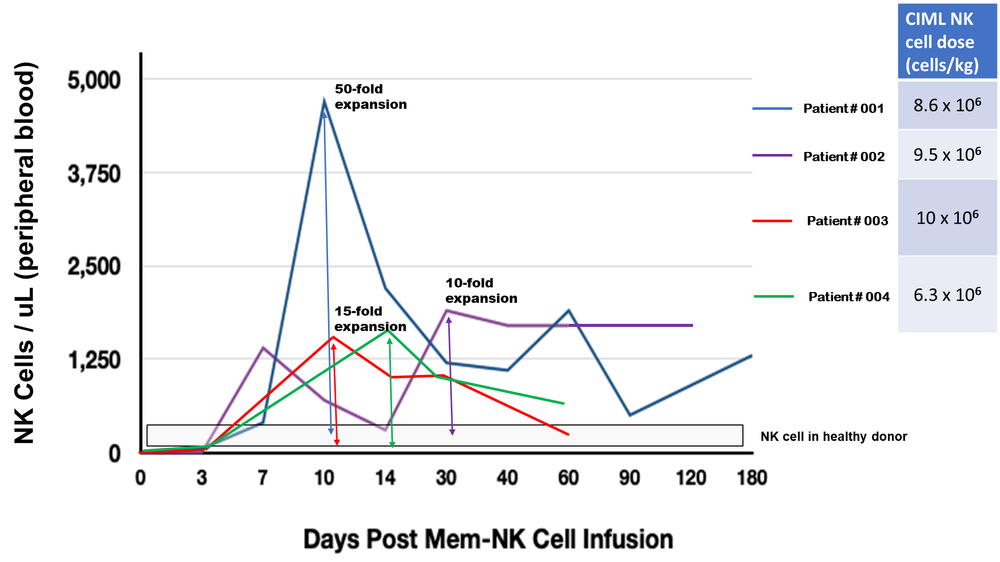 CIML NK
cell dose
(cells/kg)
NK Cells / uL (peripheral blood)
5,000
3,750
2,500
1,250
0
50-fold
expansion
15-fold
expansion
10-fold
expansion
Patient # 001
8.6 x 10⁶
Patient # 002
9.5 x 10⁶
Patient # 003
10 x 10⁶
Patient # 004
6.3 x 10⁶
NK cell in healthy donor
0 3 7 10 14 30 40 60 90 120 180
Days Post Mem-NK Cell Infusion